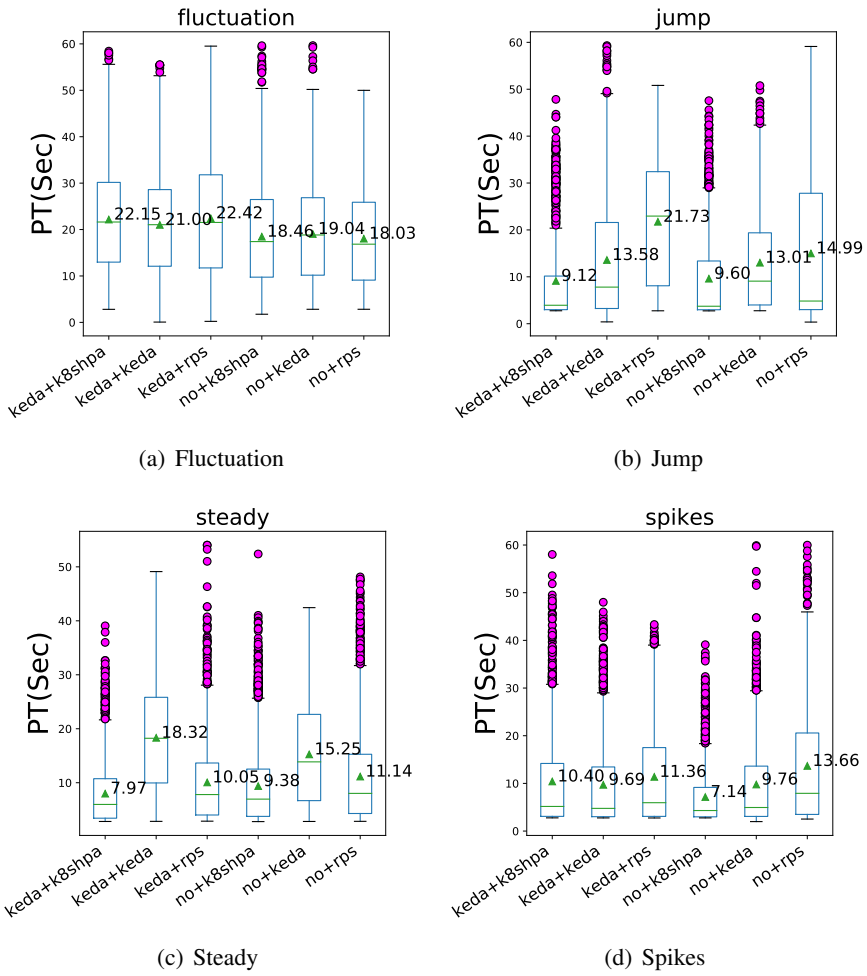 fluctuation
PT(Sec)
60
50
40
30
20
10
0
22.15
21.00
22.42
18.46
19.04
18.03
keda+k8shpa
keda+keda
keda+rps
no+k8shpa
no+keda
no+rps
(a) Fluctuation
jump
PT(Sec)
60
50
40
30
20
10
0
9.12
13.58
21.73
9.60
13.01
14.99
keda+k8shpa
keda+keda
keda+rps
no+k8shpa
no+keda
no+rps
(b) Jump
steady
PT(Sec)
50
40
30
20
10
7.97
18.32
10.05
9.38
15.25
11.14
keda+k8shpa
keda+keda
keda+rps
no+k8shpa
no+keda
no+rps
(c) Steady
spikes
PT(Sec)
60
50
40
30
20
10
0
10.40
9.69
11.36
7.14
9.76
13.66
keda+k8shpa
keda+keda
keda+rps
no+k8shpa
no+keda
no+rps
(d) Spikes